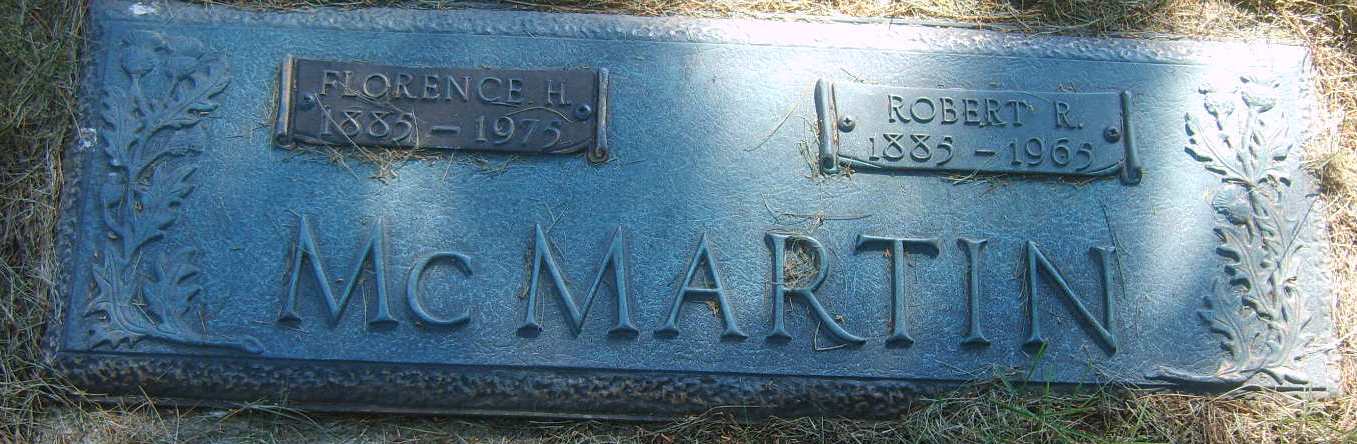 FLORENCE H.
1885 – 1975
ROBERT R.
1885 – 1965
McMARTIN